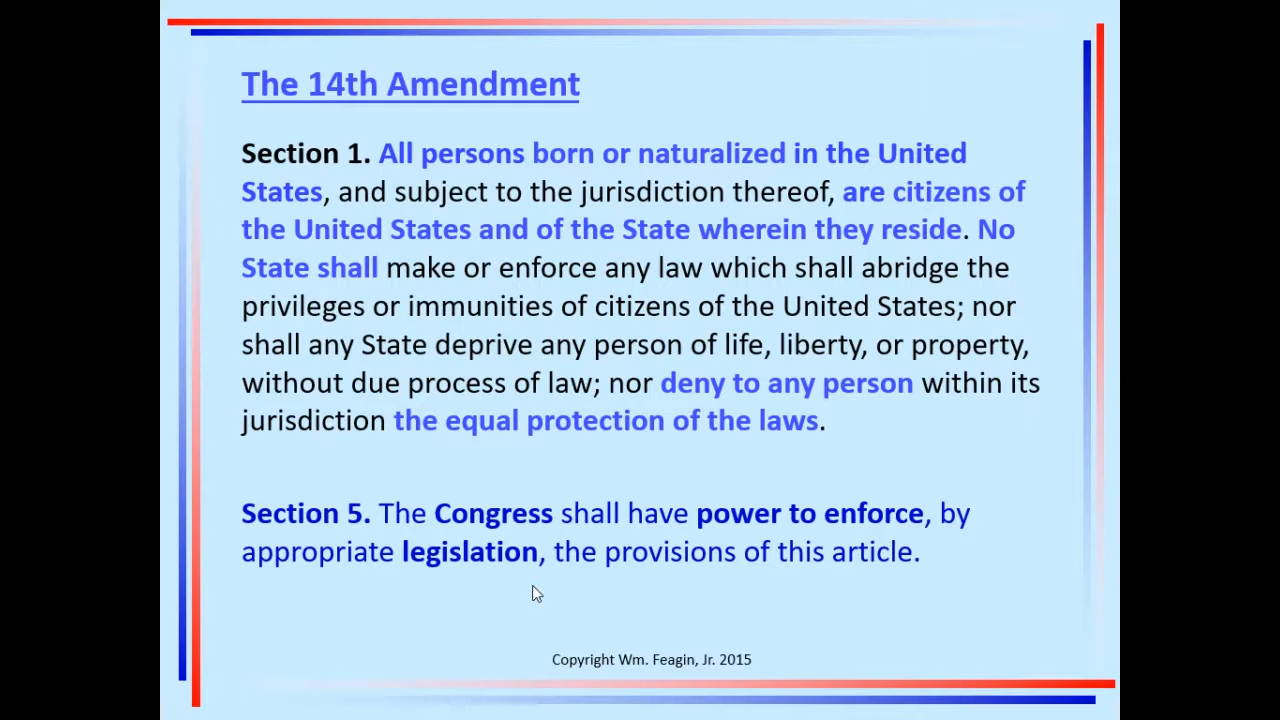 The 14th Amendment
Section 1. All persons born or naturalized in the United
States, and subject to the jurisdiction thereof, are citizens of
the United States and of the State wherein they reside. No
State shall make or enforce any law which shall abridge the
privileges or immunities of citizens of the United States; nor
shall any State deprive any person of life, liberty, or property,
without due process of law; nor deny to any person within its
jurisdiction the equal protection of the laws.
Section 5. The Congress shall have power to enforce, by
appropriate legislation, the provisions of this article.
Copyright Wm. Feagin, Jr. 2015